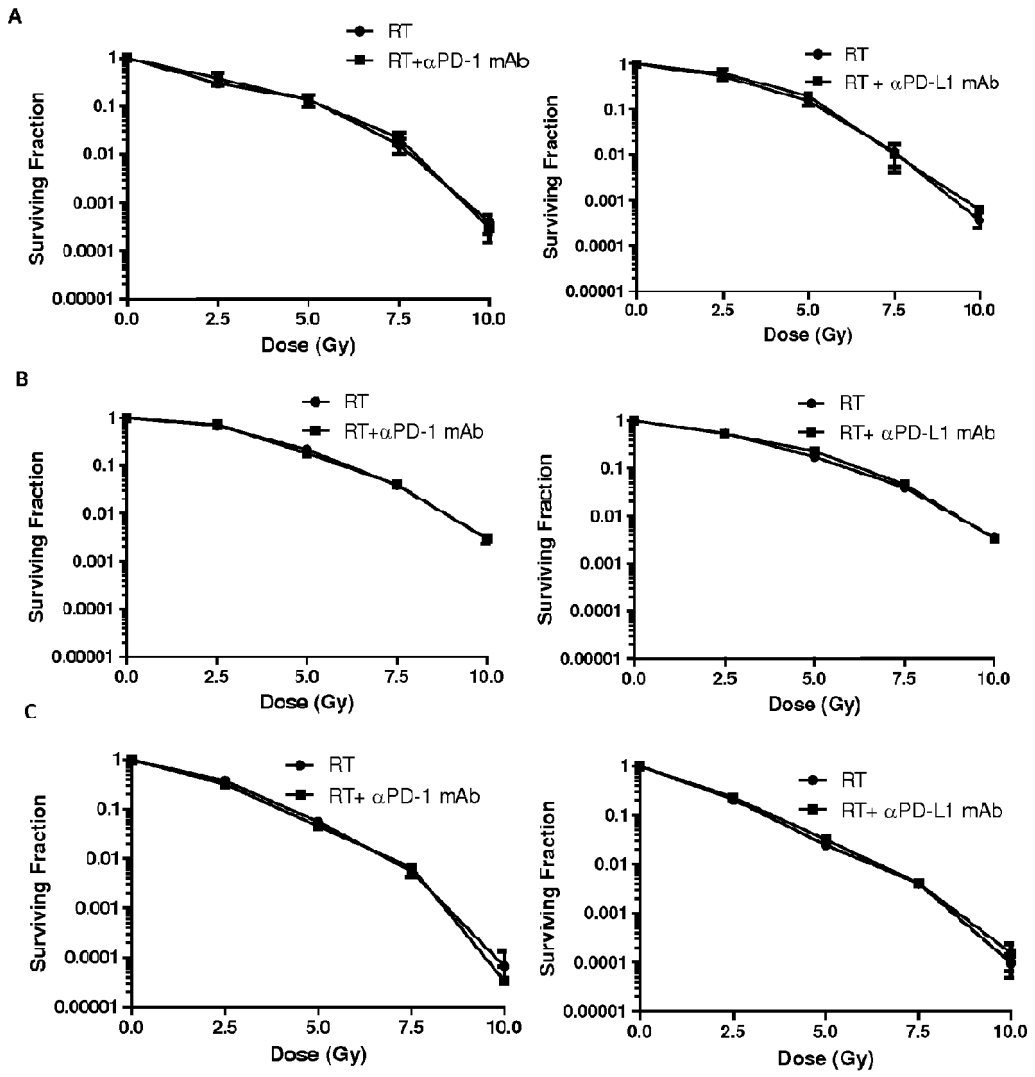 A
RT
RT+αPD-1 mAb
1
0.1
0.01
0.001
0.0001
0.00001
Surviving Fraction
0.0 2.5 5.0 7.5 10.0
Dose (Gy)
RT
RT + αPD-L1 mAb
1
0.1
0.01
0.001
0.0001
0.00001
Surviving Fraction
0.0 2.5 5.0 7.5 10.0
Dose (Gy)
B
RT
RT+αPD-1 mAb
1
0.1
0.01
0.001
0.0001
0.00001
Surviving Fraction
0.0 2.5 5.0 7.5 10.0
Dose (Gy)
RT
RT+ αPD-L1 mAb
1
0.1
0.01
0.001
0.0001
0.00001
Surviving Fraction
0.0 2.5 5.0 7.5 10.0
Dose (Gy)
C
RT
RT+ αPD-1 mAb
1
0.1
0.01
0.001
0.0001
0.00001
Surviving Fraction
0.0 2.5 5.0 7.5 10.0
Dose (Gy)
RT
RT+ αPD-L1 mAb
1
0.1
0.01
0.001
0.0001
0.00001
Surviving Fraction
0.0 2.5 5.0 7.5 10.0
Dose (Gy)